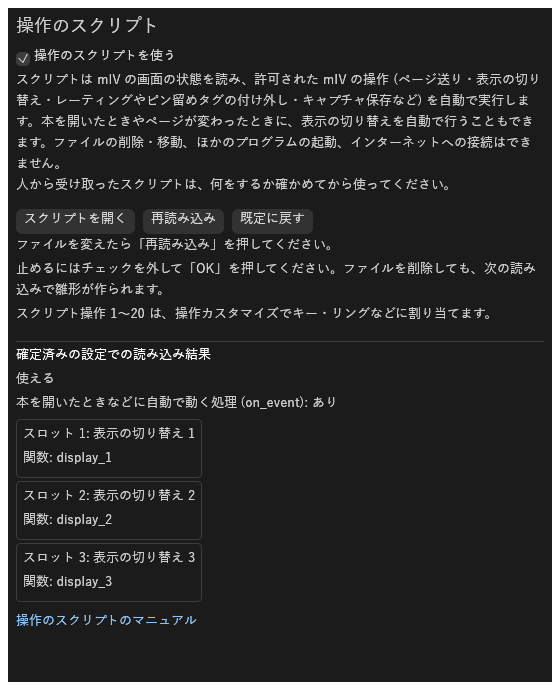 操作のスクリプト
操作のスクリプトを使う
スクリプトは mIV の画面の状態を読み、許可された mIV の操作 (ページ送り・表示の切り
替え・レーティングやピン留めタグの付け外し・キャプチャ保存など) を自動で実行しま
す。本を開いたときやページが変わったときに、表示の切り替えを自動で行うこともでき
ます。ファイルの削除・移動、ほかのプログラムの起動、インターネットへの接続はでき
ません。
人から受け取ったスクリプトは、何をするか確かめてから使ってください。
スクリプトを開く 再読み込み 既定に戻す
ファイルを変えたら「再読み込み」を押してください。
止めるにはチェックを外して「OK」を押してください。ファイルを削除しても、次の読み
込みで雛形が作られます。
スクリプト操作 1〜20 は、操作カスタマイズでキー・リングなどに割り当てます。
確定済みの設定での読み込み結果
使える
本を開いたときなどに自動で動く処理 (on_event): あり
スロット 1: 表示の切り替え 1
関数: display_1
スロット 2: 表示の切り替え 2
関数: display_2
スロット 3: 表示の切り替え 3
関数: display_3
操作のスクリプトのマニュアル